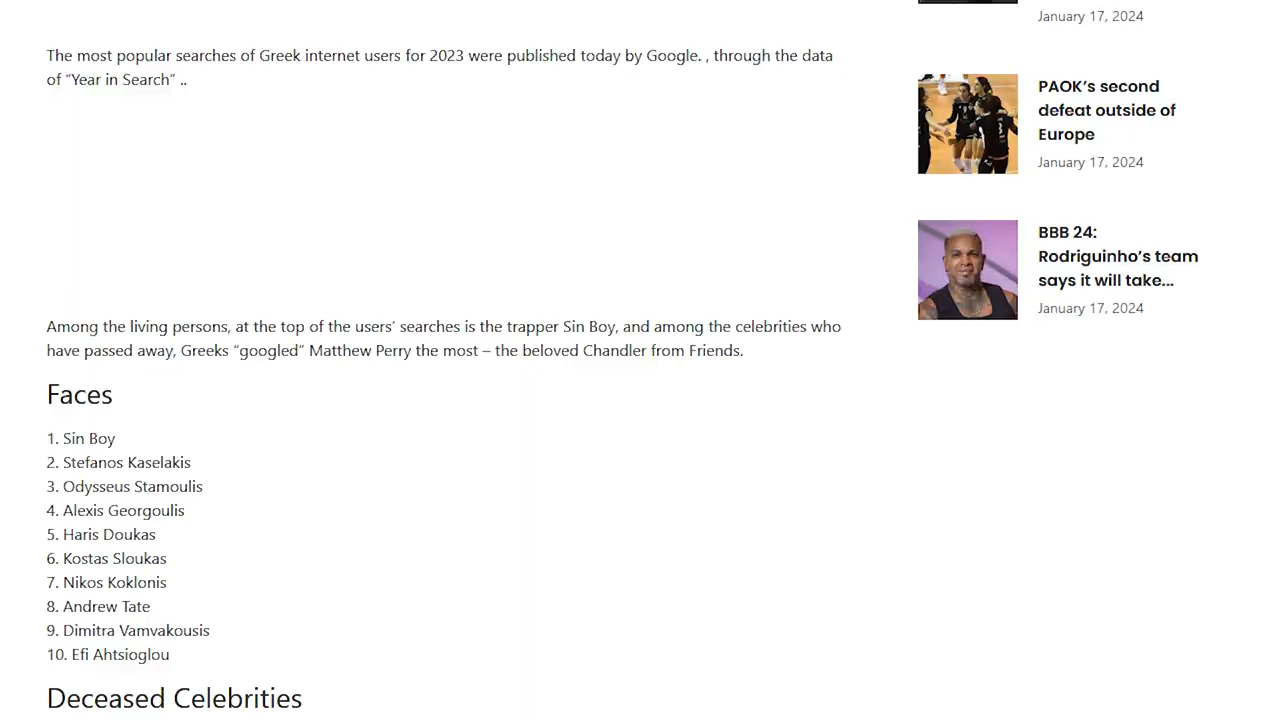 The most popular searches of Greek internet users for 2023 were published today by Google. , through the data
of “Year in Search” ..
Among the living persons, at the top of the users’ searches is the trapper Sin Boy, and among the celebrities who
have passed away, Greeks “googled” Matthew Perry the most – the beloved Chandler from Friends.
Faces
1. Sin Boy
2. Stefanos Kaselakis
3. Odysseus Stamoulis
4. Alexis Georgoulis
5. Haris Doukas
6. Kostas Sloukas
7. Nikos Koklonis
8. Andrew Tate
9. Dimitra Vamvakousis
10. Efi Ahtsioglou
Deceased Celebrities
January 17, 2024
PAOK’s second
defeat outside of
Europe
January 17, 2024
BBB 24:
Rodriguinho’s team
says it will take...
January 17, 2024